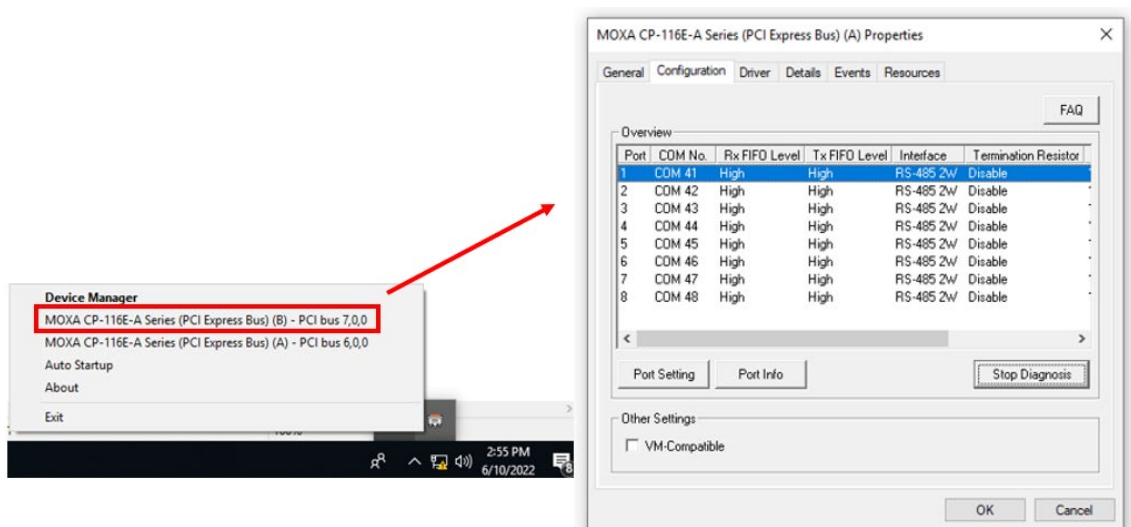 Device Manager
MOXA CP-116E-A Series (PCI Express Bus) (B) - PCI bus 7,0,0
MOXA CP-116E-A Series (PCI Express Bus) (A) - PCI bus 6,0,0
Auto Startup
About
Exit
2:55 PM
6/10/2022
8
MOXA CP-116E-A Series (PCI Express Bus) (A) Properties
General Configuration Driver Details Events Resources
FAQ
Overview
Port COM No. Rx FIFO Level Tx FIFO Level Interface Termination Resistor
1 COM 41 High High RS-485 2W Disable
2 COM 42 High High RS-485 2W Disable
3 COM 43 High High RS-485 2W Disable
4 COM 44 High High RS-485 2W Disable
5 COM 45 High High RS-485 2W Disable
6 COM 46 High High RS-485 2W Disable
7 COM 47 High High RS-485 2W Disable
8 COM 48 High High RS-485 2W Disable
Port Setting Port Info Stop Diagnosis
Other Settings
VM-Compatible
OK Cancel